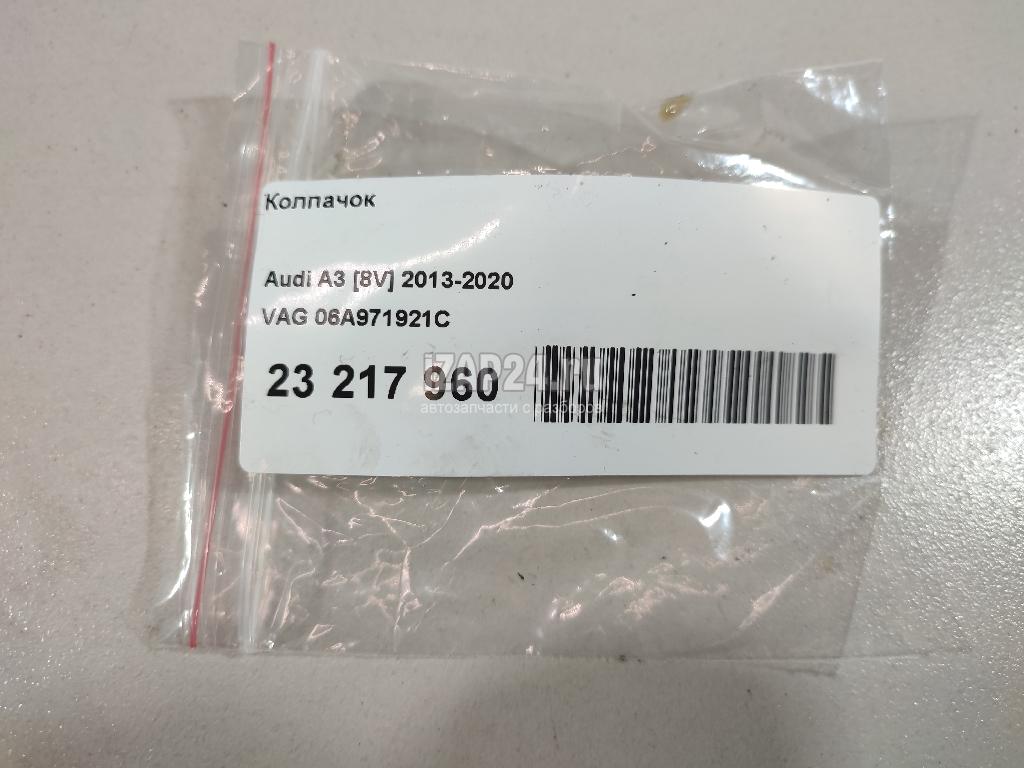 Колпачок
Audi A3 [8V] 2013-2020
VAG 06A971921C
23 217 960
iZAP24.RU
автозапчасти с разборов